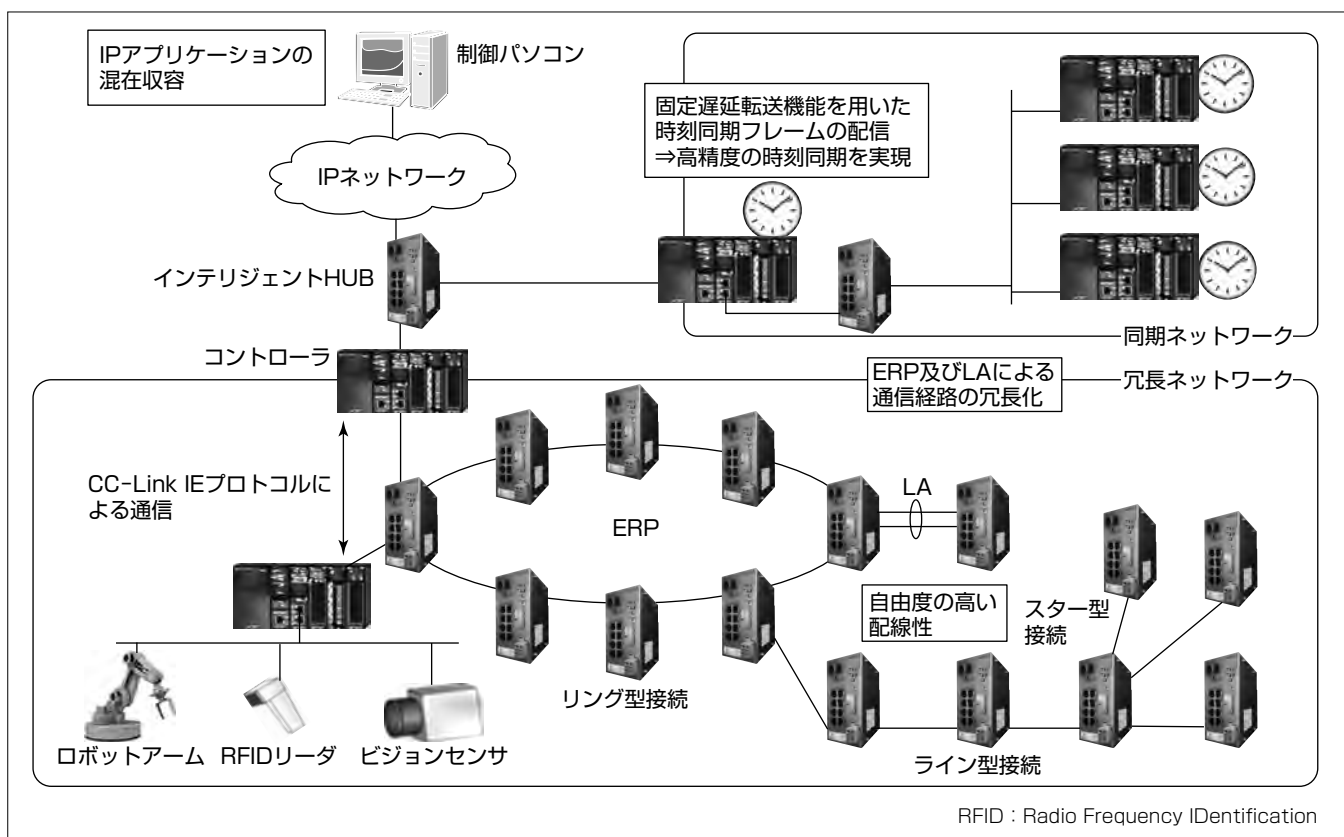 IPアプリケーションの
混在収容
制御パソコン
IPネットワーク
固定遅延転送機能を用いた
時刻同期フレームの配信
⇒高精度の時刻同期を実現
インテリジェントHUB
同期ネットワーク
コントローラ
ERP及びLAによる
通信経路の冗長化
冗長ネットワーク
CC-Link IEプロトコルに
よる通信
ERP
LA
自由度の高い
配線性
スター型
接続
リング型接続
ロボットアーム
RFIDリーダ
ビジョンセンサ
ライン型接続
RFID：Radio Frequency IDentification